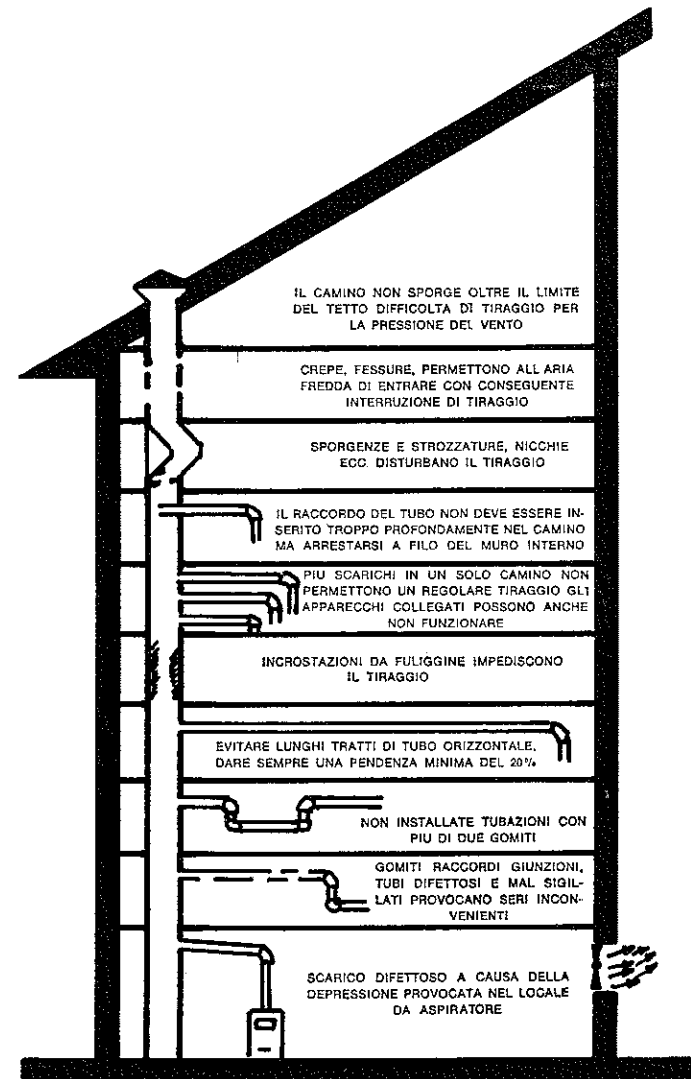 IL CAMINO NON SPORGE OLTRE IL LIMITE
DEL TETTO DIFFICOLTA DI TIRAGGIO PER
LA PRESSIONE DEL VENTO
CREPE, FESSURE, PERMETTONO ALL ARIA
FREDDA DI ENTRARE CON CONSEGUENTE
INTERRUZIONE DI TIRAGGIO
SPORGENZE E STROZZATURE, NICCHIE
ECC. DISTURBANO IL TIRAGGIO
IL RACCORDO DEL TUBO NON DEVE ESSERE IN-
SERITO TROPPO PROFONDAMENTE NEL CAMINO
MA ARRESTARSI A FILO DEL MURO INTERNO
PIU SCARICHI IN UN SOLO CAMINO NON
PERMETTONO UN REGOLARE TIRAGGIO GLI
APPARECCHI COLLEGATI POSSONO ANCHE
NON FUNZIONARE
INCROSTAZIONI DA FULIGGINE IMPEDISCONO
IL TIRAGGIO
EVITARE LUNGHI TRATTI DI TUBO ORIZZONTALE,
DARE SEMPRE UNA PENDENZA MINIMA DEL 20%
NON INSTALLATE TUBAZIONI CON
PIU DI DUE GOMITI
GOMITI RACCORDI GIUNZIONI,
TUBI DIFETTOSI E MAL SIGIL-
LATI PROVOCANO SERI INCON-
VENIENTI
SCARICO DIFETTOSO A CAUSA DELLA
DEPRESSIONE PROVOCATA NEL LOCALE
DA ASPIRATORE